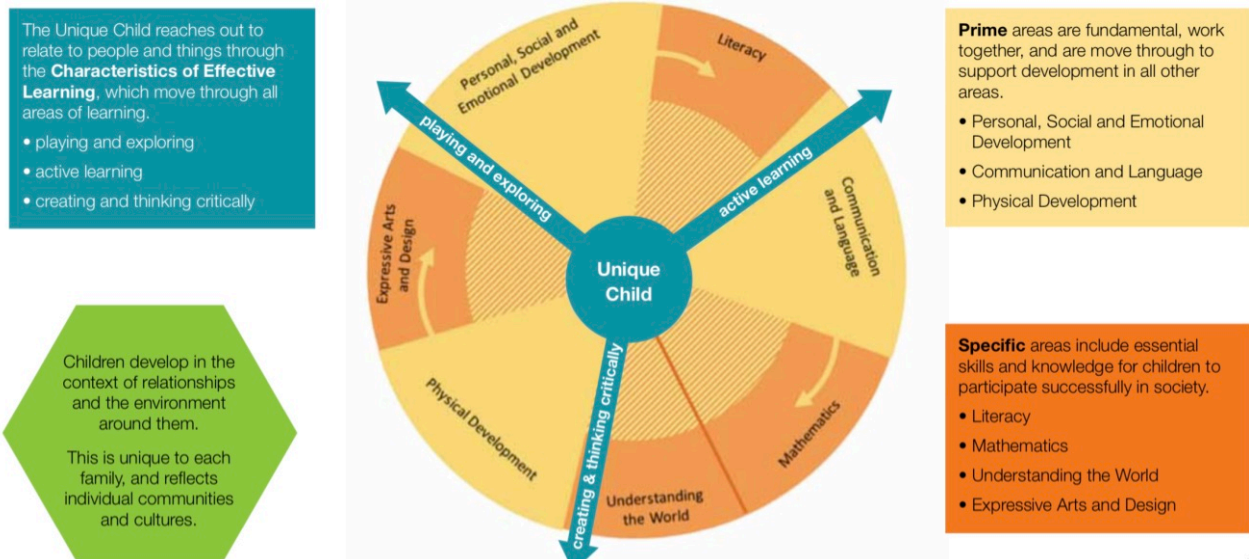 The Unique Child reaches out to
relate to people and things through
the Characteristics of Effective
Learning, which move through all
areas of learning.
• playing and exploring
• active learning
• creating and thinking critically
Children develop in the
context of relationships
and the environment
around them.
This is unique to each
family, and reflects
individual communities
and cultures.
Personal, Social and
Emotional Development
Literacy
playing and exploring
active learning
Communication
and Language
Expressive Arts
and Design
Unique
Child
Physical Development
creating & thinking critically
Understanding
the World
Mathematics
Prime areas are fundamental, work
together, and are move through to
support development in all other
areas.
• Personal, Social and Emotional
Development
• Communication and Language
• Physical Development
Specific areas include essential
skills and knowledge for children to
participate successfully in society.
• Literacy
• Mathematics
• Understanding the World
• Expressive Arts and Design